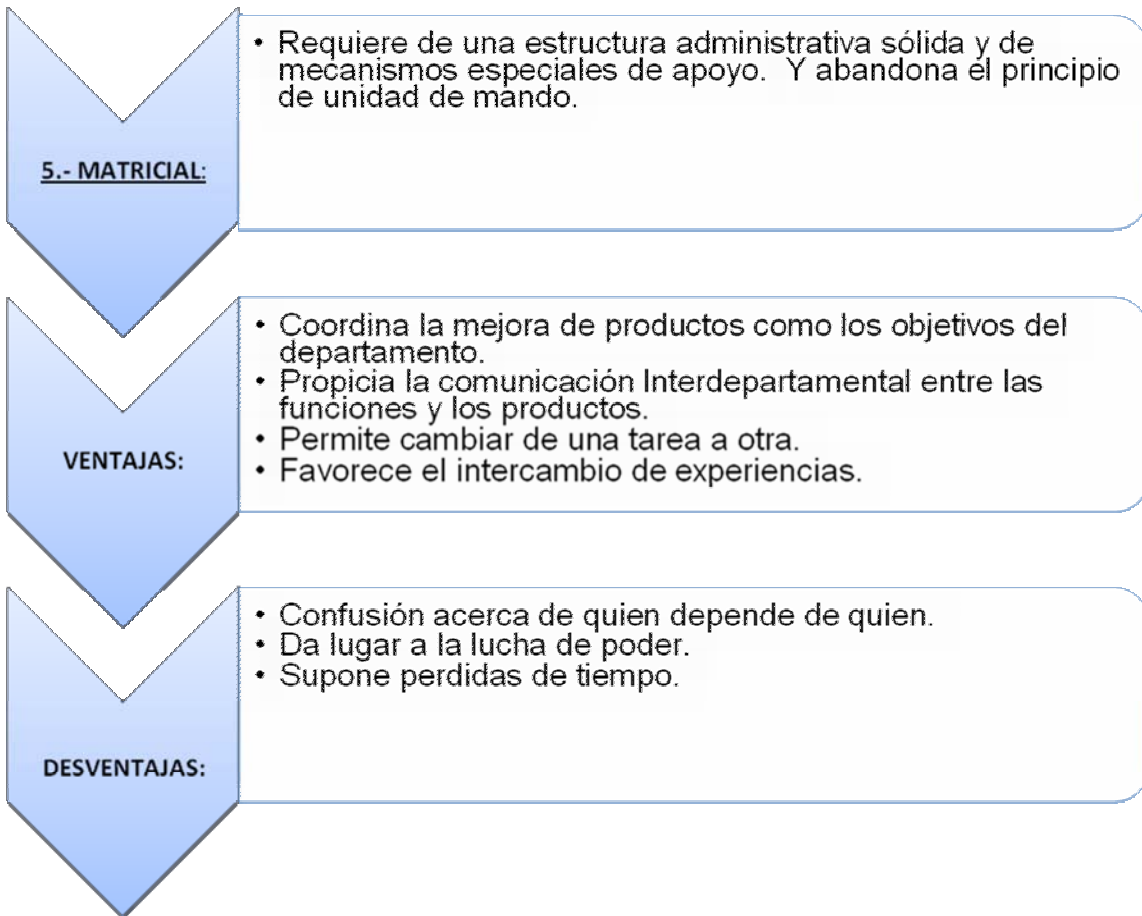 5.- MATRICIAL:
• Requiere de una estructura administrativa sólida y de
mecanismos especiales de apoyo.  Y abandona el principio
de unidad de mando.
VENTAJAS:
• Coordina la mejora de productos como los objetivos del
departamento.
• Propicia la comunicación Interdepartamental entre las
funciones y los productos.
• Permite cambiar de una tarea a otra.
• Favorece el intercambio de experiencias.
DESVENTAJAS:
• Confusión acerca de quien depende de quien.
• Da lugar a la lucha de poder.
• Supone perdidas de tiempo.